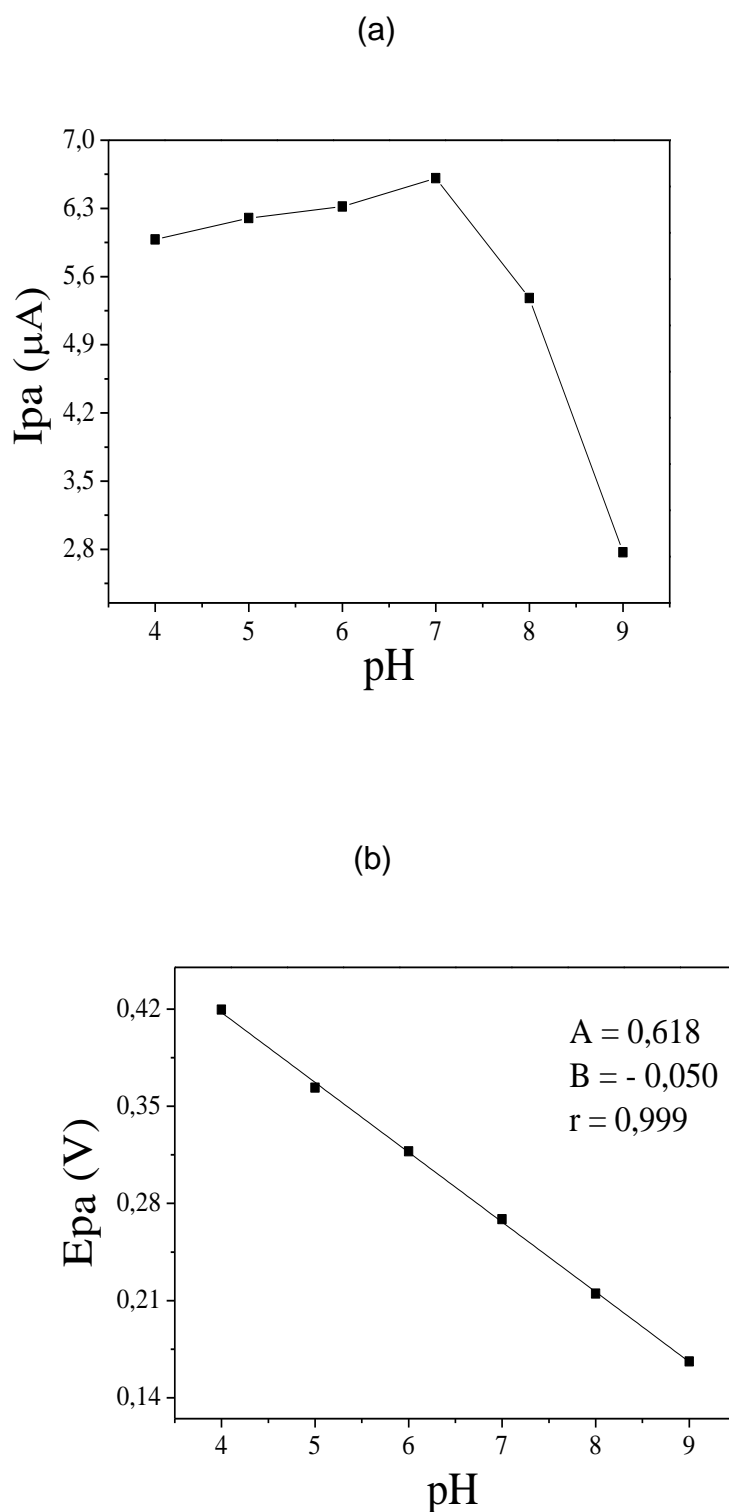 (a)
7,0
6,3
5,6
4,9
4,2
3,5
2,8
Ipa (µA)
4 5 6 7 8 9
pH
(b)
0,42
0,35
0,28
0,21
0,14
Epa (V)
A = 0,618
B = - 0,050
r = 0,999
4 5 6 7 8 9
pH